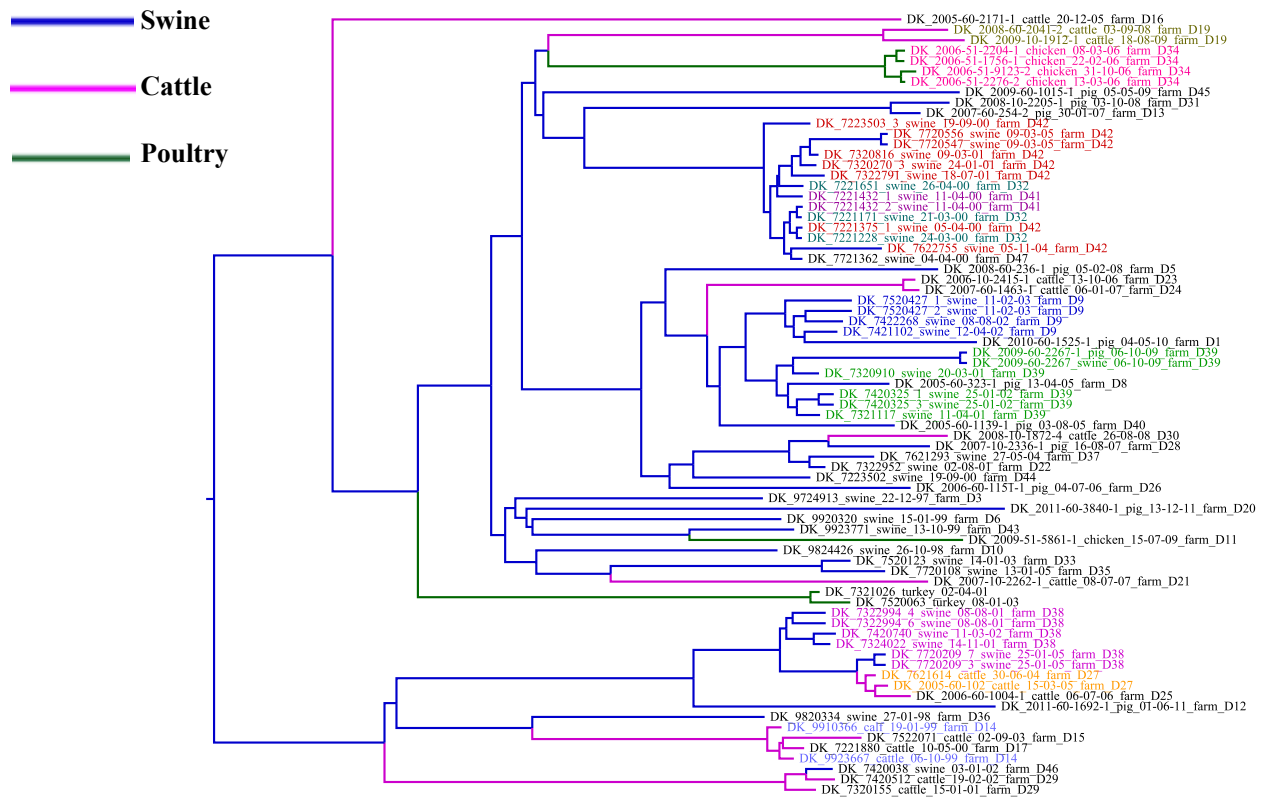 Swine
Cattle
Poultry
DK_2005-60-2171-1_cattle_20-12-05_farm_D16
DK_2008-60-2041-2_cattle_03-09-08_farm_D19
DK_2009-10-1912-1_cattle_18-08-09_farm_D19
DK_2006-51-2204-1_chicken_08-03-06_farm_D34
DK_2006-51-1756-1_chicken_22-02-06_farm_D34
DK_2006-51-9123-2_chicken_31-10-06_farm_D34
DK_2006-51-2276-2_chicken_13-03-06_farm_D34
DK_2009-60-1015-1_pig_05-05-09_farm_D45
DK_2008-10-2205-1_pig_03-10-08_farm_D31
DK_2007-60-254-2_pig_30-01-07_farm_D13
DK_7223503_3_swine_19-09-00_farm_D42
DK_7720556_swine_09-03-05_farm_D42
DK_7720547_swine_09-03-05_farm_D42
DK_7320816_swine_09-03-01_farm_D42
DK_7320270_3_swine_24-01-01_farm_D42
DK_7322791_swine_18-07-01_farm_D42
DK_7221651_swine_26-04-00_farm_D32
DK_7221432_1_swine_11-04-00_farm_D41
DK_7221432_2_swine_11-04-00_farm_D41
DK_7221171_swine_21-03-00_farm_D32
DK_7221375_1_swine_05-04-00_farm_D42
DK_7221228_swine_24-03-00_farm_D32
DK_7622755_swine_05-11-04_farm_D42
DK_7721362_swine_04-04-00_farm_D47
DK_2008-60-236-1_pig_05-02-08_farm_D5
DK_2006-10-2415-1_cattle_13-10-06_farm_D23
DK_2007-60-1463-1_cattle_06-01-07_farm_D24
DK_7520427_1_swine_11-02-03_farm_D9
DK_7520427_2_swine_11-02-03_farm_D9
DK_7422268_swine_08-08-02_farm_D9
DK_7421102_swine_12-04-02_farm_D9
DK_2010-60-1525-1_pig_04-05-10_farm_D1
DK_2009-60-2267-1_pig_06-10-09_farm_D39
DK_2009-60-2267_swine_06-10-09_farm_D39
DK_7320910_swine_20-03-01_farm_D39
DK_2005-60-323-1_pig_13-04-05_farm_D8
DK_7420325_1_swine_25-01-02_farm_D39
DK_7420325_3_swine_25-01-02_farm_D39
DK_7321117_swine_11-04-01_farm_D39
DK_2005-60-1139-1_pig_03-08-05_farm_D40
DK_2008-10-1872-4_cattle_26-08-08_D30
DK_2007-10-2336-1_pig_16-08-07_farm_D28
DK_7621293_swine_27-05-04_farm_D37
DK_7322952_swine_02-08-01_farm_D22
DK_7223502_swine_19-09-00_farm_D44
DK_2006-60-1151-1_pig_04-07-06_farm_D26
DK_9724913_swine_22-12-97_farm_D3
DK_2011-60-3840-1_pig_13-12-11_farm_D20
DK_9920320_swine_15-01-99_farm_D6
DK_9923771_swine_13-10-99_farm_D43
DK_2009-51-5861-1_chicken_15-07-09_farm_D11
DK_9824426_swine_26-10-98_farm_D10
DK_7520123_swine_14-01-03_farm_D33
DK_7720108_swine_13-01-05_farm_D35
DK_2007-10-2262-1_cattle_08-07-07_farm_D21
DK_7321026_turkey_02-04-01
DK_7520063_turkey_08-01-03
DK_7322994_4_swine_08-08-01_farm_D38
DK_7322994_6_swine_08-08-01_farm_D38
DK_7420740_swine_11-03-02_farm_D38
DK_7324022_swine_14-11-01_farm_D38
DK_7720209_7_swine_25-01-05_farm_D38
DK_7720209_3_swine_25-01-05_farm_D38
DK_7621614_cattle_30-06-04_farm_D27
DK_2005-60-102_cattle_15-03-05_farm_D27
DK_2006-60-1004-1_cattle_06-07-06_farm_D25
DK_2011-60-1692-1_pig_01-06-11_farm_D12
DK_9820334_swine_27-01-98_farm_D36
DK_9910366_calf_19-01-99_farm_D14
DK_7522071_cattle_02-09-03_farm_D15
DK_7221880_cattle_10-05-00_farm_D17
DK_9923667_cattle_06-10-99_farm_D14
DK_7420038_swine_03-01-02_farm_D46
DK_7420512_cattle_19-02-02_farm_D29
DK_7320155_cattle_15-01-01_farm_D29